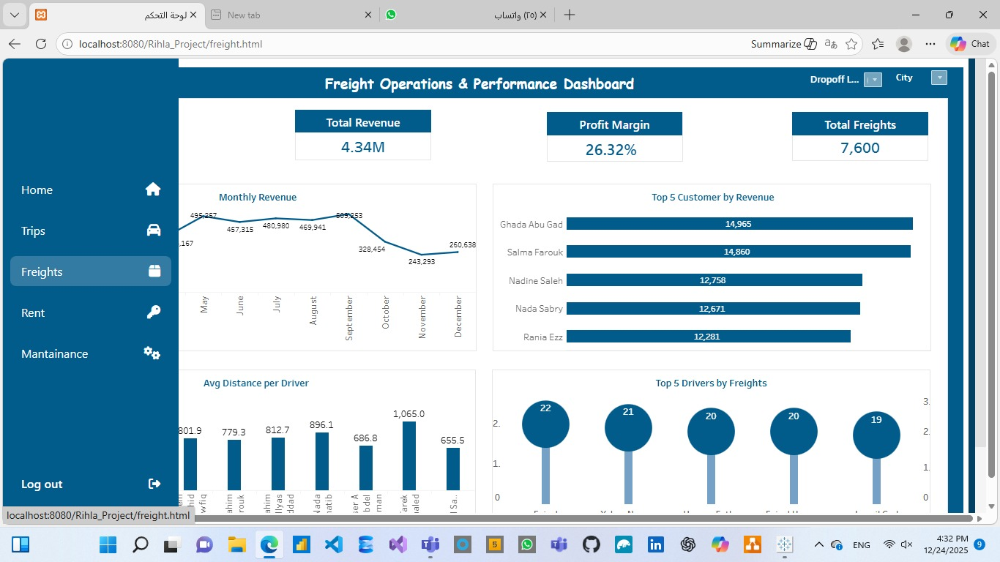 لوحة التحكم
New tab
(٢٥) واتساب
localhost:8080/Rihla_Project/freight.html
Summarize
Chat
Freight Operations & Performance Dashboard
Dropoff L...
City
Total Revenue
4.34M
Profit Margin
26.32%
Total Freights
7,600
Home
Trips
Freights
Rent
Mantainance
Log out
Monthly Revenue
,167
495,257
457,315
480,980
469,941
509,253
328,454
243,293
260,638
May
June
July
August
September
October
November
December
Top 5 Customer by Revenue
Ghada Abu Gad 14,965
Salma Farouk 14,860
Nadine Saleh 12,758
Nada Sabry 12,671
Rania Ezz 12,281
Avg Distance per Driver
801.9
779.3
812.7
896.1
686.8
1,065.0
655.5
Top 5 Drivers by Freights
22
21
20
20
19
2.
1.
0
3.
2.
1.
0
localhost:8080/Rihla_Project/freight.html
ENG
4:32 PM
12/24/2025
9